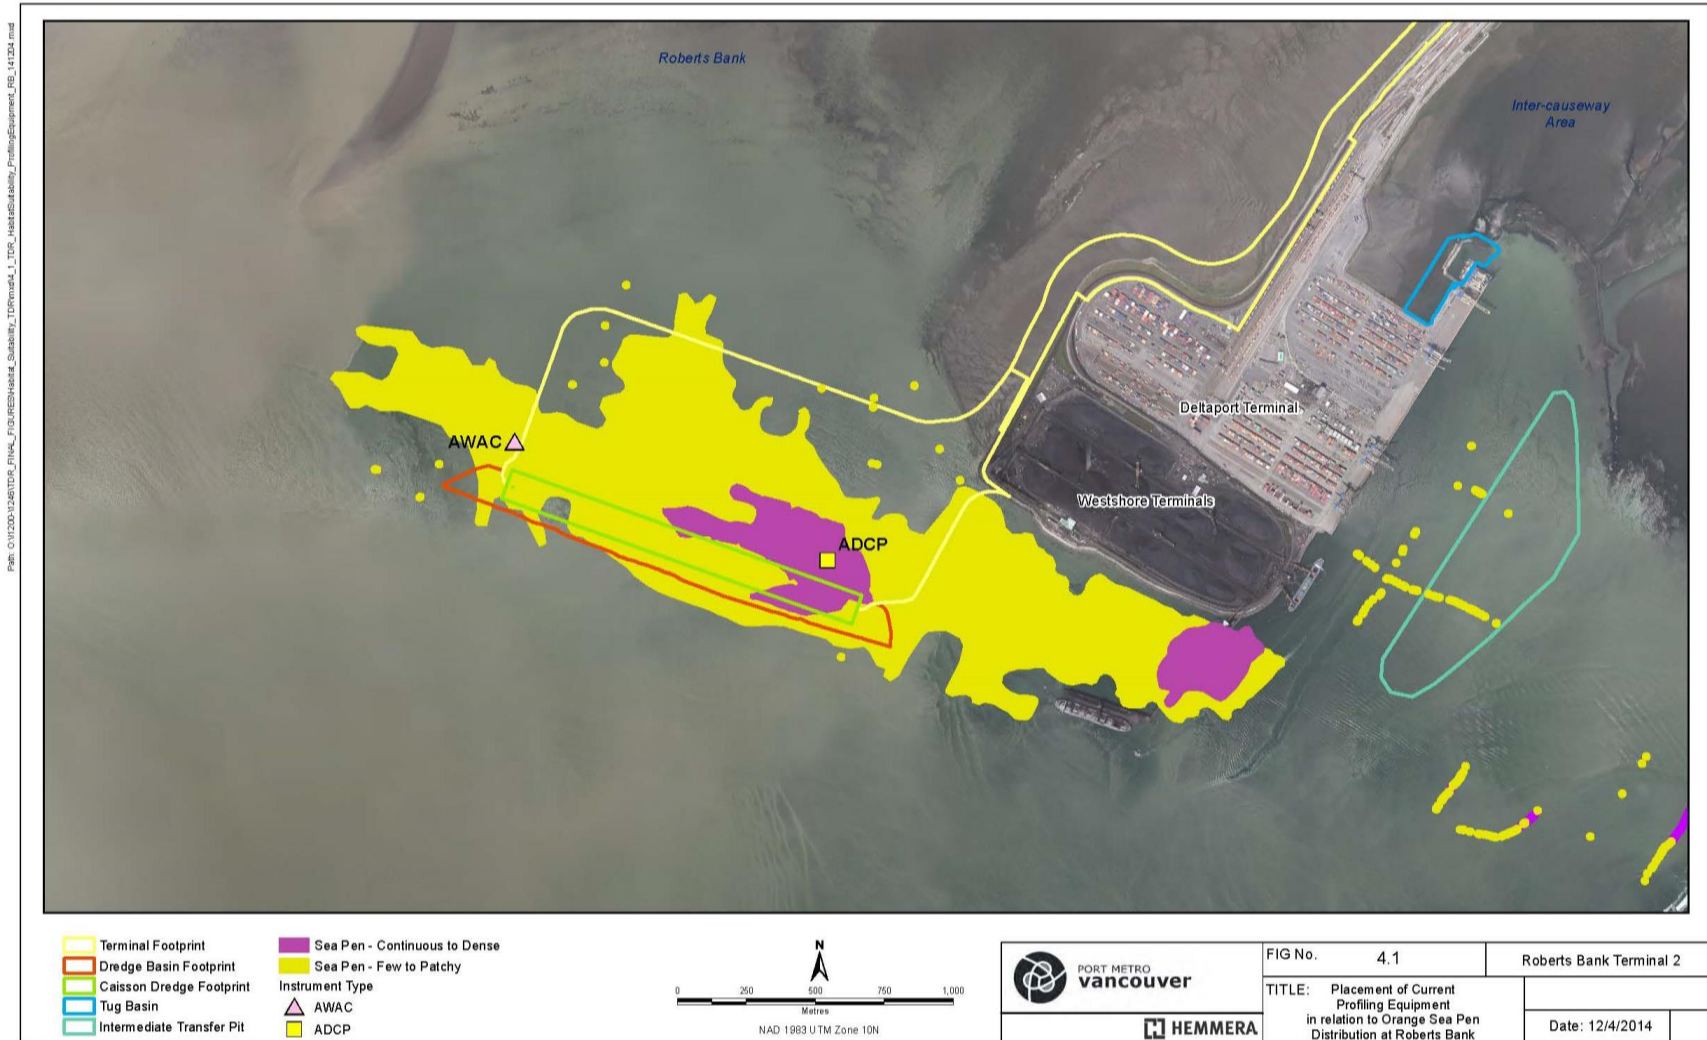 Roberts Bank
Inter-causeway
Area
Deltaport Terminal
AWAC
Westshore Terminals
ADCP
Terminal Footprint
Dredge Basin Footprint
Caisson Dredge Footprint
Tug Basin
Intermediate Transfer Pit
Sea Pen - Continuous to Dense
Sea Pen - Few to Patchy
Instrument Type
AWAC
ADCP
N
0 250 500 750 1,000
Metres
NAD 1983 UTM Zone 10N
PORT METRO
vancouver
HEMMERA
FIG No. 4.1
Roberts Bank Terminal 2
TITLE: Placement of Current
Profiling Equipment
in relation to Orange Sea Pen
Distribution at Roberts Bank
Date: 12/4/2014